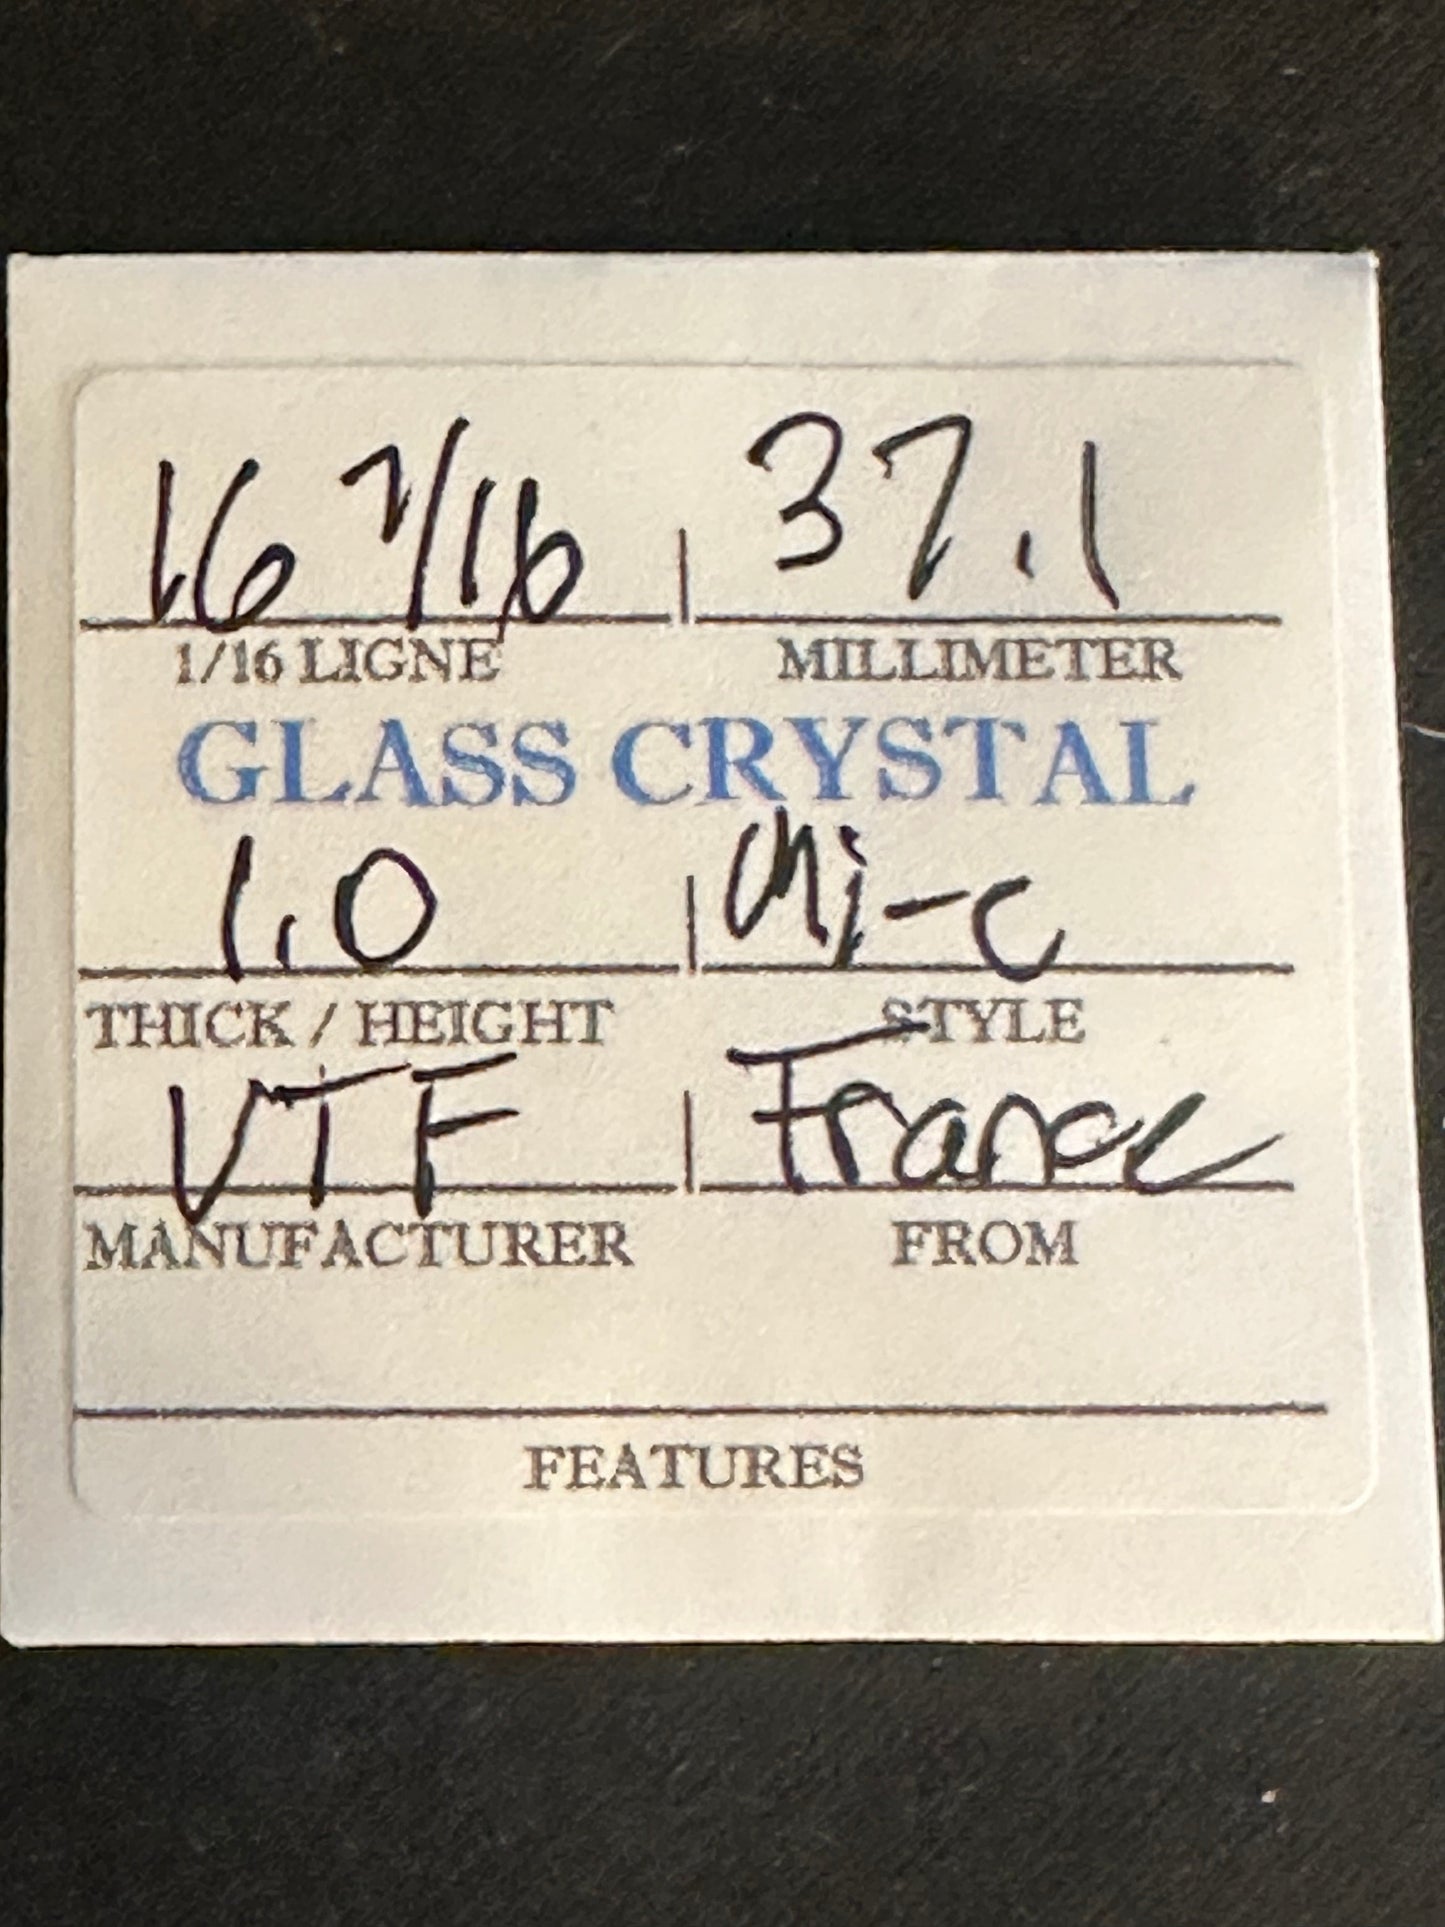 16 7/16 37.1
1/16 LIGNE MILLIMETER
GLASS CRYSTAL
1.0 Mi-c
THICK / HEIGHT STYLE
VTF France
MANUFACTURER FROM
FEATURES